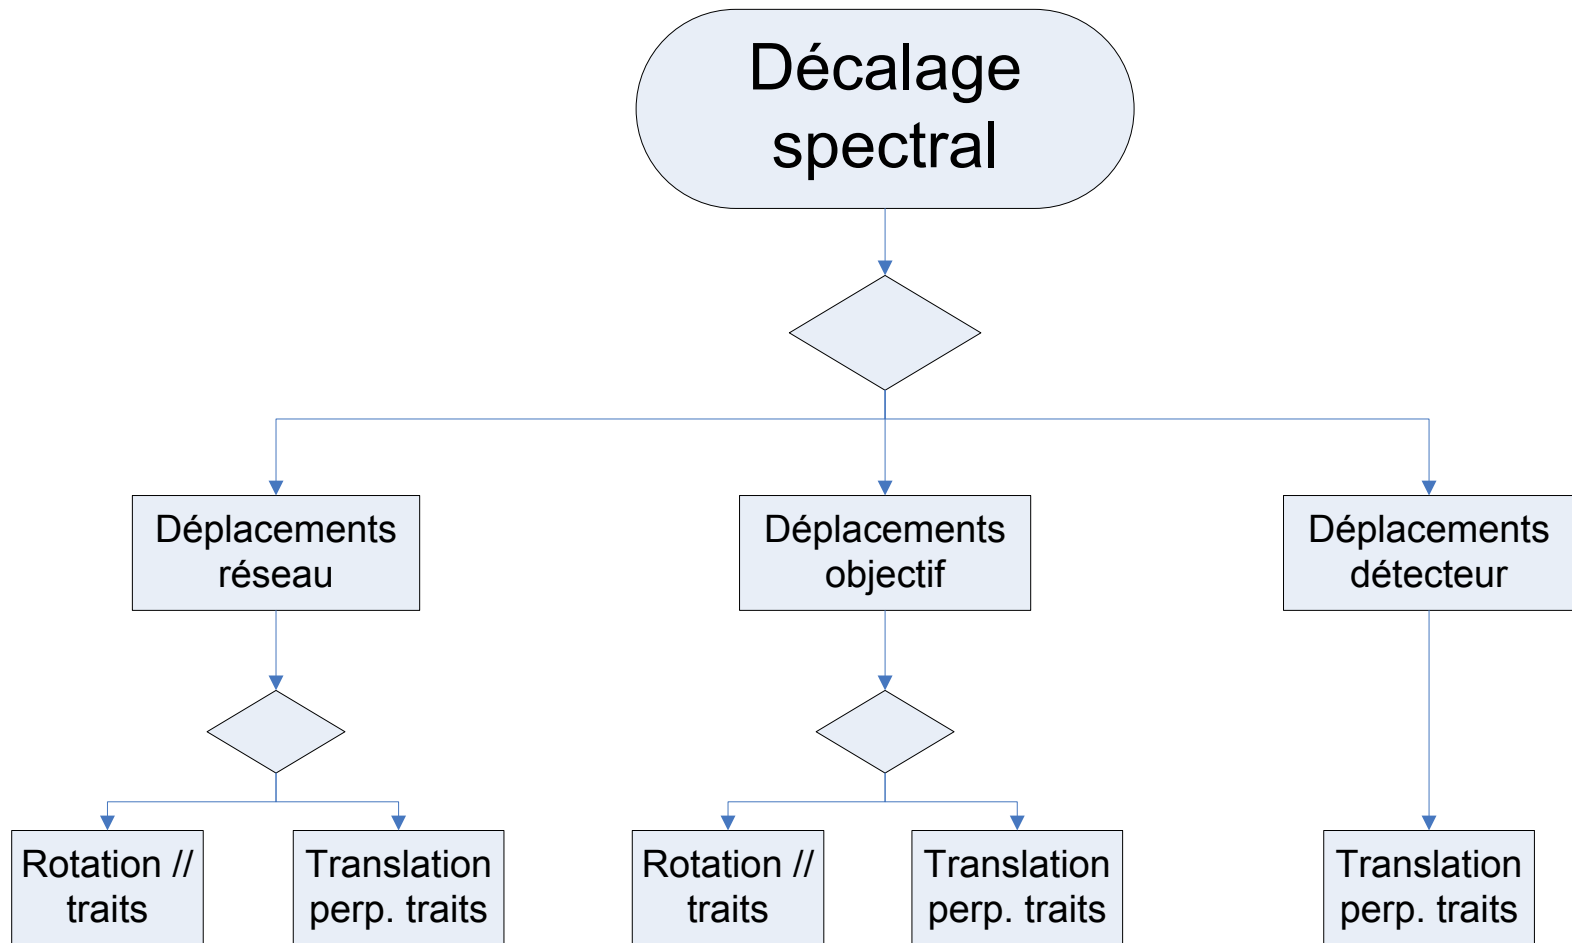 Décalage
spectral
Déplacements
réseau
Déplacements
objectif
Déplacements
détecteur
Rotation //
traits
Translation
perp. traits
Rotation //
traits
Translation
perp. traits
Translation
perp. traits